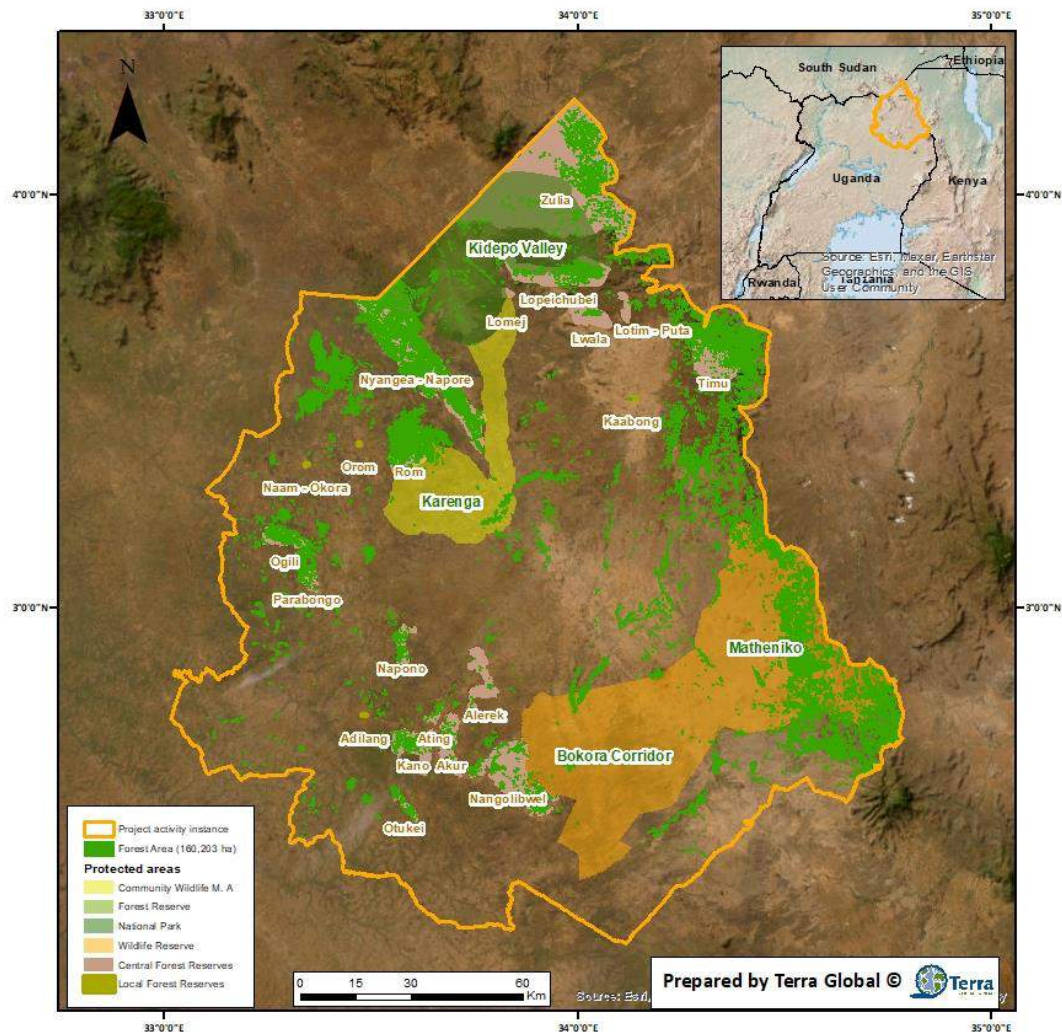 33°0'0"E 34°0'0"E 35°0'0"E
N
South Sudan
Ethiopia
Uganda
Kenya
Rwanda
Tanzania
Source: Esri, Maxar, Earthstar
Geographics, and the GIS
User Community
4°0'0"N 4°0'0"N
Zulia
Kidepo Valley
Lopeichubei
Lomej
Lwala
Lotim - Puta
Timu
Nyangea - Napore
Kaabong
Orom
Rom
Naam - Okora
Karenga
Ogili
Parabongo
3°0'0"N 3°0'0"N
Matheniko
Napono
Alerek
Adilang
Ating
Bokora Corridor
Kano
Akur
Nangolibwel
Otukei
Project activity instance
Forest Area (160,203 ha)
Protected areas
Community Wildlife M. A
Forest Reserve
National Park
Wildlife Reserve
Central Forest Reserves
Local Forest Reserves
0 15 30 60
Km
Source: Esri,
Prepared by Terra Global ©
Terra
33°0'0"E 34°0'0"E 35°0'0"E